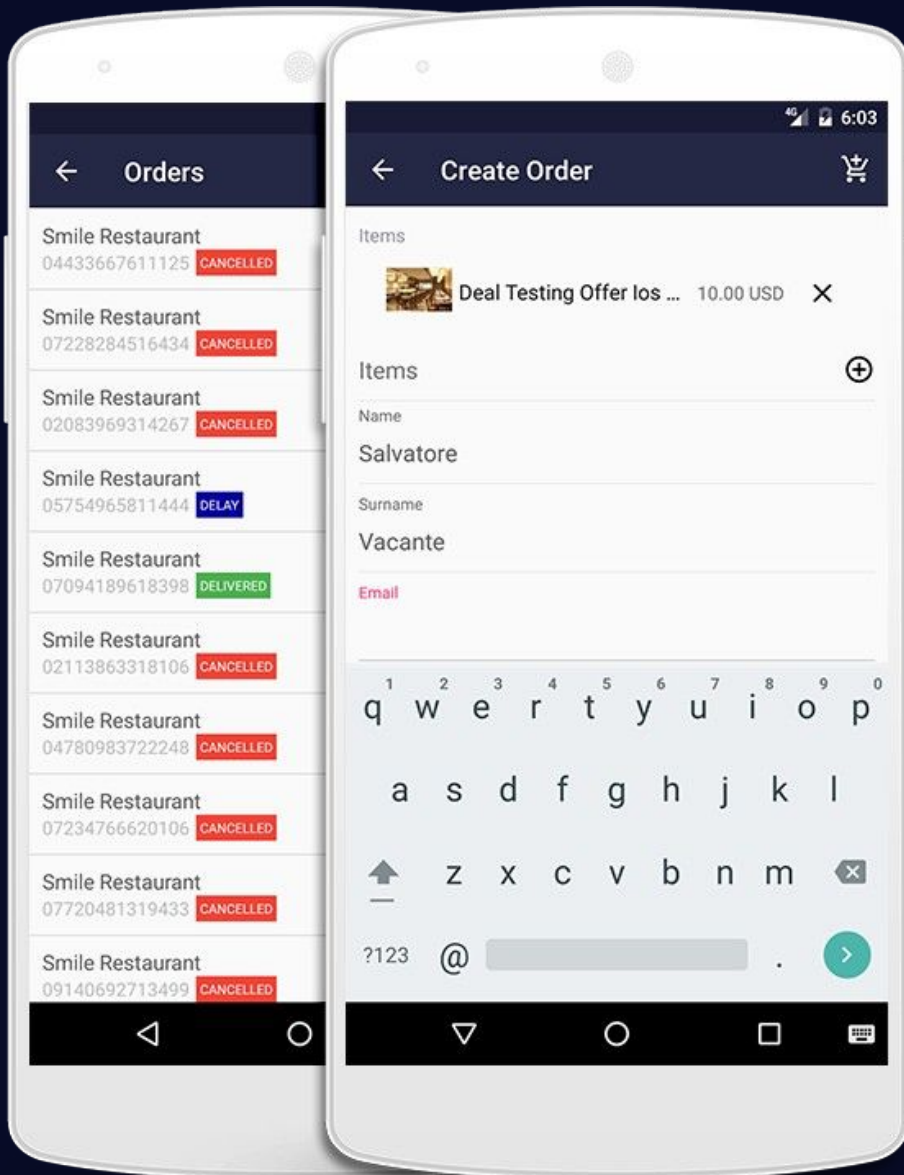 Orders
Smile Restaurant
04433667611125 CANCELLED
Smile Restaurant
07228284516434 CANCELLED
Smile Restaurant
02083969314267 CANCELLED
Smile Restaurant
05754965811444 DELAY
Smile Restaurant
07094189618398 DELIVERED
Smile Restaurant
02113863318106 CANCELLED
Smile Restaurant
04780983722248 CANCELLED
Smile Restaurant
07234766620106 CANCELLED
Smile Restaurant
07720481319433 CANCELLED
Smile Restaurant
09140692713499 CANCELLED
4G 6:03
Create Order
Items
Deal Testing Offer los ... 10.00 USD
Items
Name
Salvatore
Surname
Vacante
Email
1 2 3 4 5 6 7 8 9 0
q w e r t y u i o p
a s d f g h j k l
z x c v b n m
?123 @ .